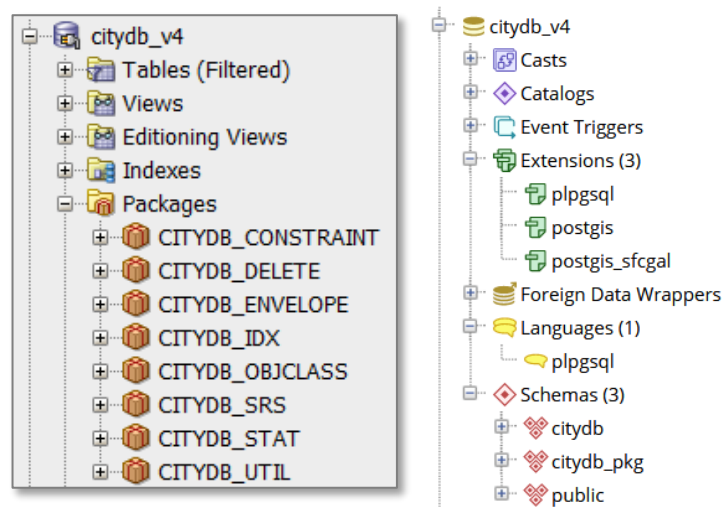 citydb_v4
Tables (Filtered)
Views
Editioning Views
Indexes
Packages
CITYDB_CONSTRAINT
CITYDB_DELETE
CITYDB_ENVELOPE
CITYDB_IDX
CITYDB_OBJCLASS
CITYDB_SRS
CITYDB_STAT
CITYDB_UTIL
citydb_v4
Casts
Catalogs
Event Triggers
Extensions (3)
plpgsql
postgis
postgis_sfcgal
Foreign Data Wrappers
Languages (1)
plpgsql
Schemas (3)
citydb
citydb_pkg
public